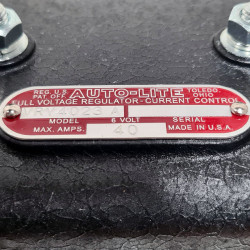 REG. U.S. PAT. OFF. AUTO-LITE TOLEDO, OHIO
FULL VOLTAGE REGULATOR - CURRENT CONTROL
MODEL 6 VOLT SERIAL
MAX. AMPS. 40 MADE IN U.S.A.